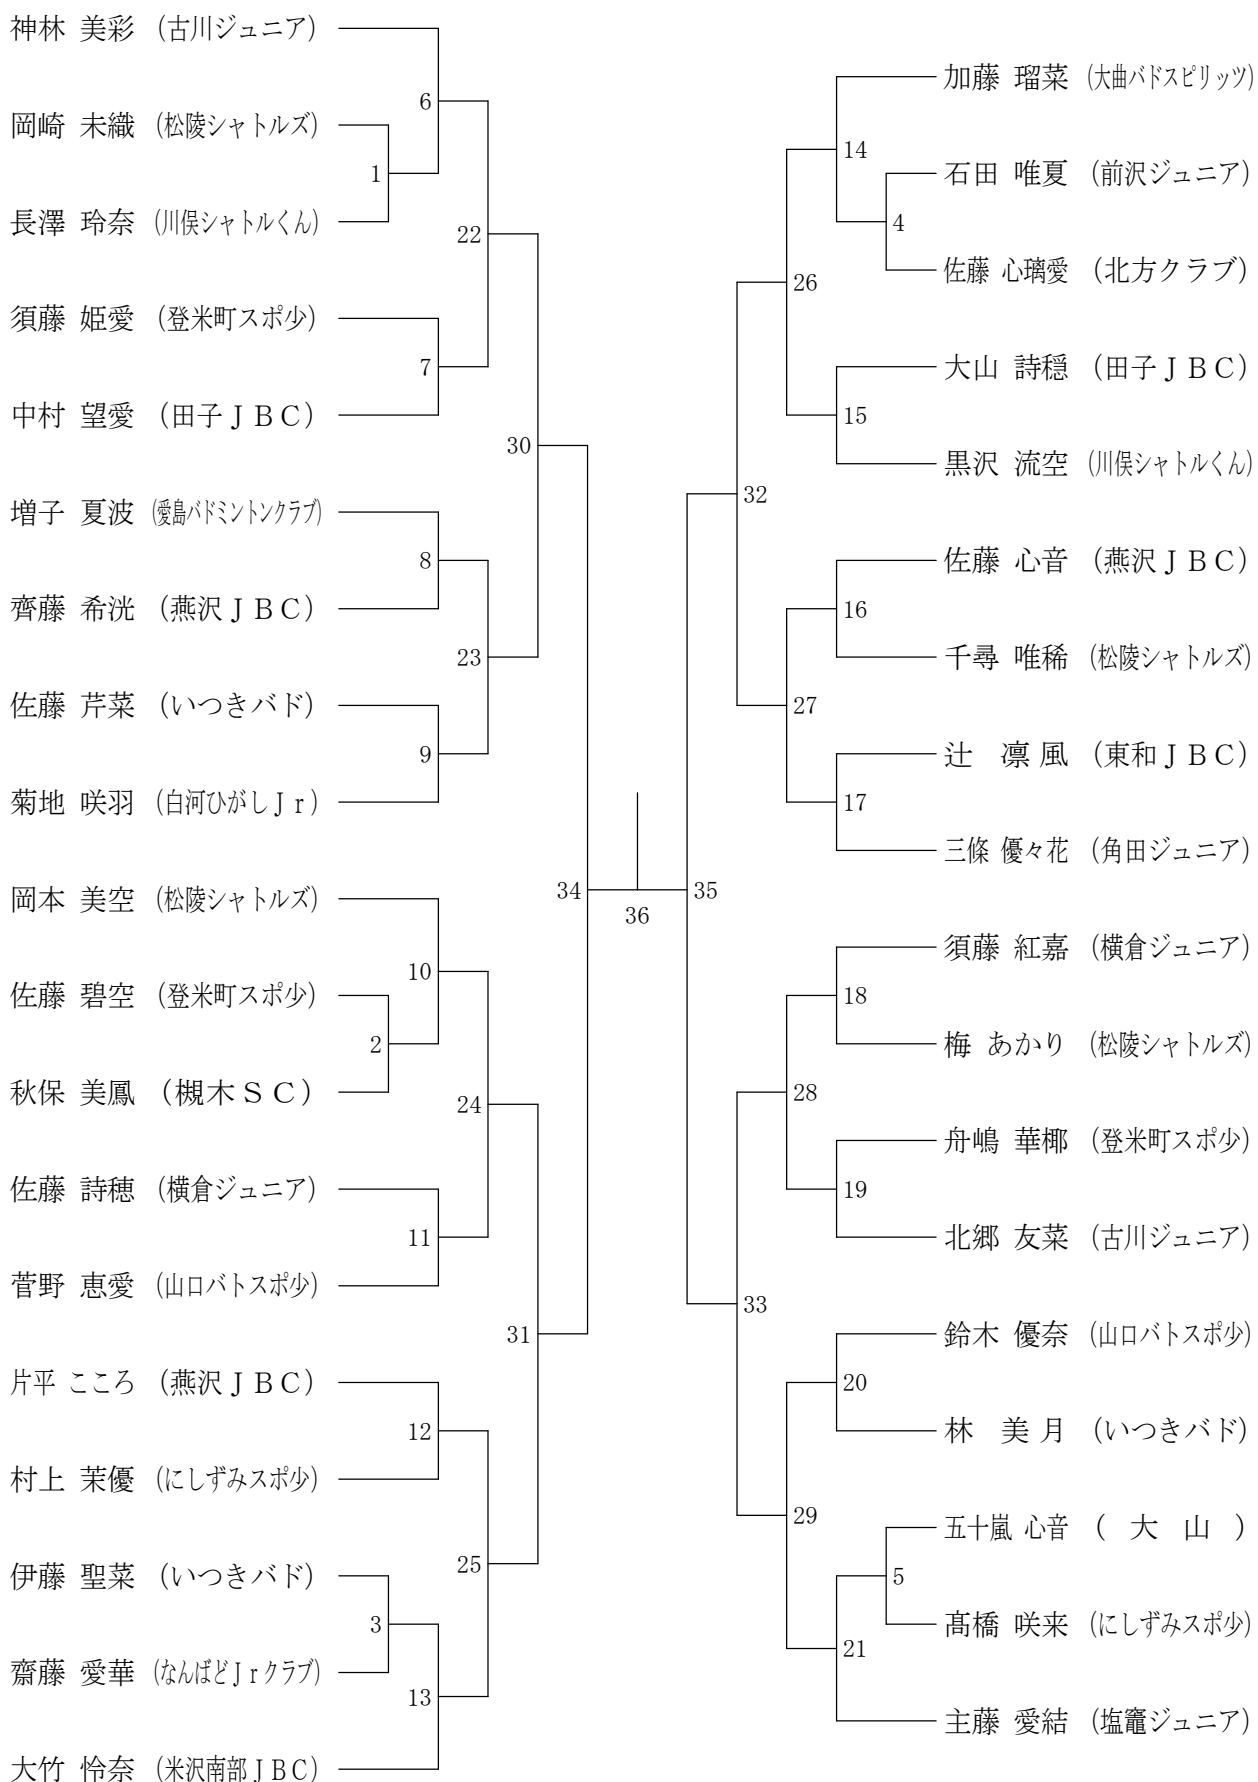 神林 美彩 (古川ジュニア)
岡崎 未織 (松陵シャトルズ)
長澤 玲奈 (川俣シャトルくん)
須藤 姫愛 (登米町スポ少)
中村 望愛 (田子ＪＢＣ)
増子 夏波 (愛島バドミントンクラブ)
齊藤 希洸 (燕沢ＪＢＣ)
佐藤 芹菜 (いつきバド)
菊地 咲羽 (白河ひがしＪｒ)
岡本 美空 (松陵シャトルズ)
佐藤 碧空 (登米町スポ少)
秋保 美鳳 (槻木ＳＣ)
佐藤 詩穂 (横倉ジュニア)
菅野 恵愛 (山口バトスポ少)
片平 こころ (燕沢ＪＢＣ)
村上 茉優 (にしずみスポ少)
伊藤 聖菜 (いつきバド)
齋藤 愛華 (なんばどＪｒクラブ)
大竹 怜奈 (米沢南部ＪＢＣ)
1
2
3
6
7
8
9
10
11
12
13
22
23
24
25
30
31
34
36
35
32
33
26
27
28
29
14
15
16
17
18
19
20
21
4
5
加藤 瑠菜 (大曲バドスピリッツ)
石田 唯夏 (前沢ジュニア)
佐藤 心璃愛 (北方クラブ)
大山 詩穏 (田子ＪＢＣ)
黒沢 流空 (川俣シャトルくん)
佐藤 心音 (燕沢ＪＢＣ)
千尋 唯稀 (松陵シャトルズ)
辻 凛風 (東和ＪＢＣ)
三條 優々花 (角田ジュニア)
須藤 紅嘉 (横倉ジュニア)
梅 あかり (松陵シャトルズ)
舟嶋 華椰 (登米町スポ少)
北郷 友菜 (古川ジュニア)
鈴木 優奈 (山口バトスポ少)
林 美月 (いつきバド)
五十嵐 心音 (大山)
髙橋 咲来 (にしずみスポ少)
主藤 愛結 (塩竈ジュニア)